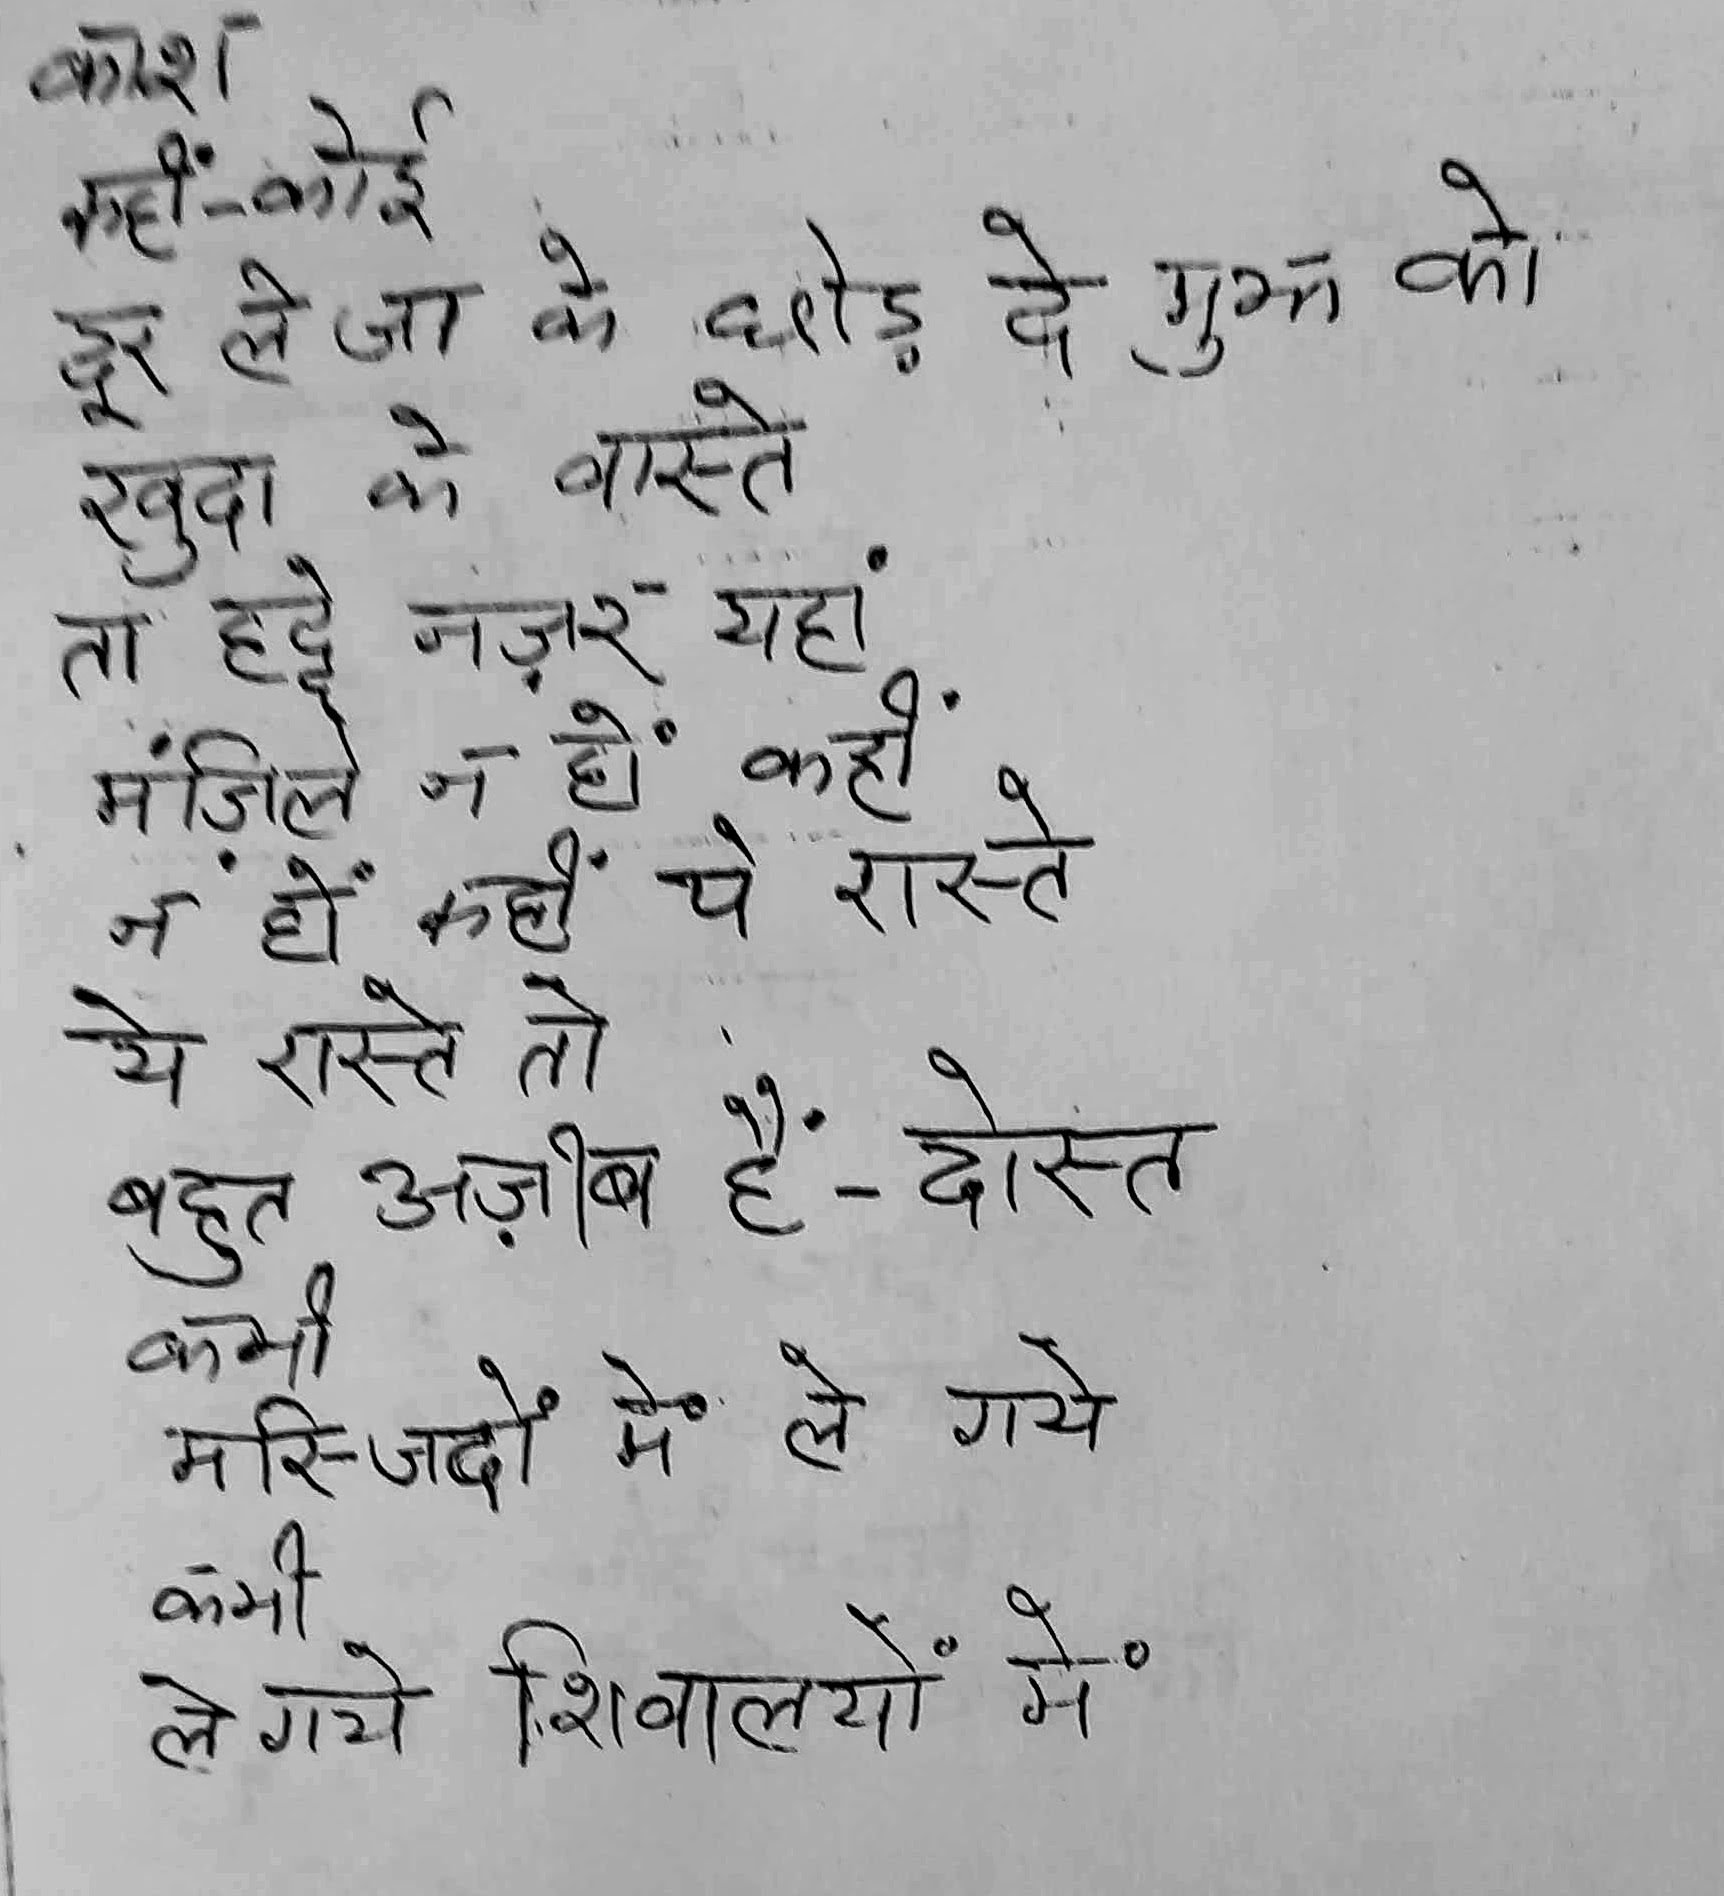 काश
कहीं-कोई
दूर ले जा के छोड़ दे मुझ को
खुदा के वास्ते
ता हद्दे नज़र यहां
मंज़िलें न हों कहीं
न हों कहीं ये रास्ते
ये रास्ते तो
बहुत अज़ीब हैं - दोस्त
कभी
मस्जिदों में ले गये
कभी
ले गये शिवालयों में